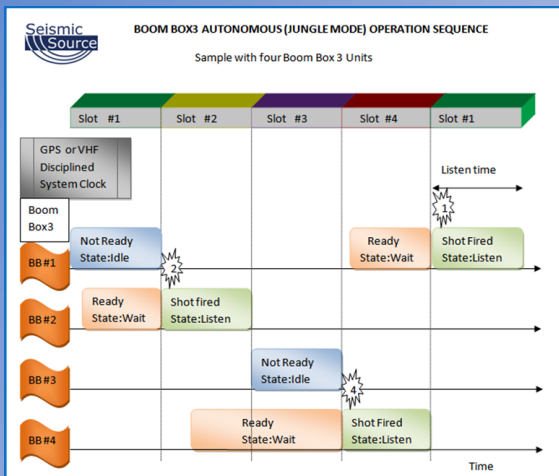 Seismic
Source
BOOM BOX3 AUTONOMOUS (JUNGLE MODE) OPERATION SEQUENCE
Sample with four Boom Box 3 Units
Slot #1
Slot #2
Slot #3
Slot #4
Slot #1
GPS or VHF
Disciplined
System Clock
Listen time
Boom
Box3
1
BB#1
Not Ready
State:Idle
2
Ready
State:Wait
Shot Fired
State:Listen
BB#2
Ready
State:Wait
Shot fired
State:Listen
BB#3
Not Ready
State:Idle
4
BB#4
Ready
State:Wait
Shot Fired
State:Listen
Time